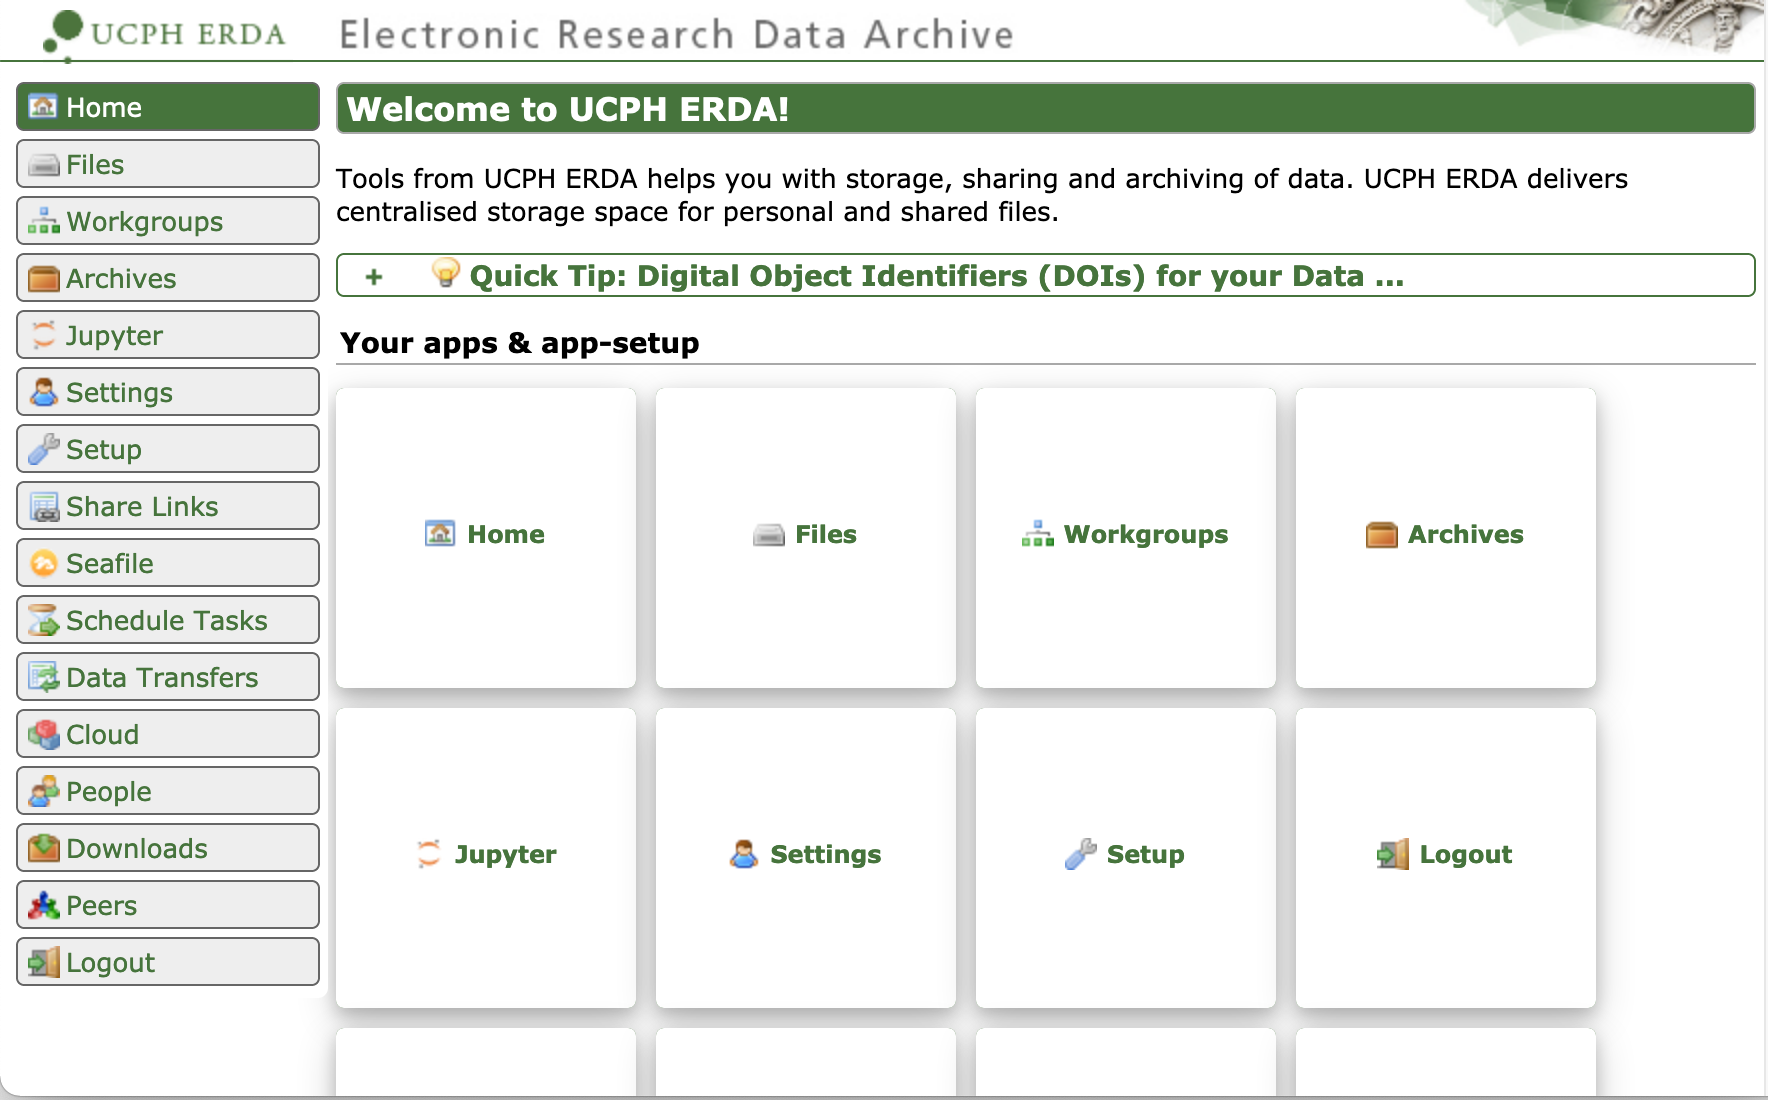 UCPH ERDA
Electronic Research Data Archive
Home
Files
Workgroups
Archives
Jupyter
Settings
Setup
Share Links
Seafile
Schedule Tasks
Data Transfers
Cloud
People
Downloads
Peers
Logout
Welcome to UCPH ERDA!
Tools from UCPH ERDA helps you with storage, sharing and archiving of data. UCPH ERDA delivers
centralised storage space for personal and shared files.
+ Quick Tip: Digital Object Identifiers (DOIs) for your Data ...
Your apps & app-setup
Home
Files
Workgroups
Archives
Jupyter
Settings
Setup
Logout